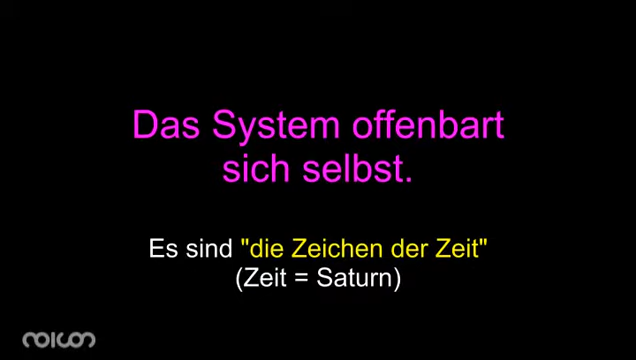 Das System offenbart
sich selbst.
Es sind "die Zeichen der Zeit"
(Zeit = Saturn)